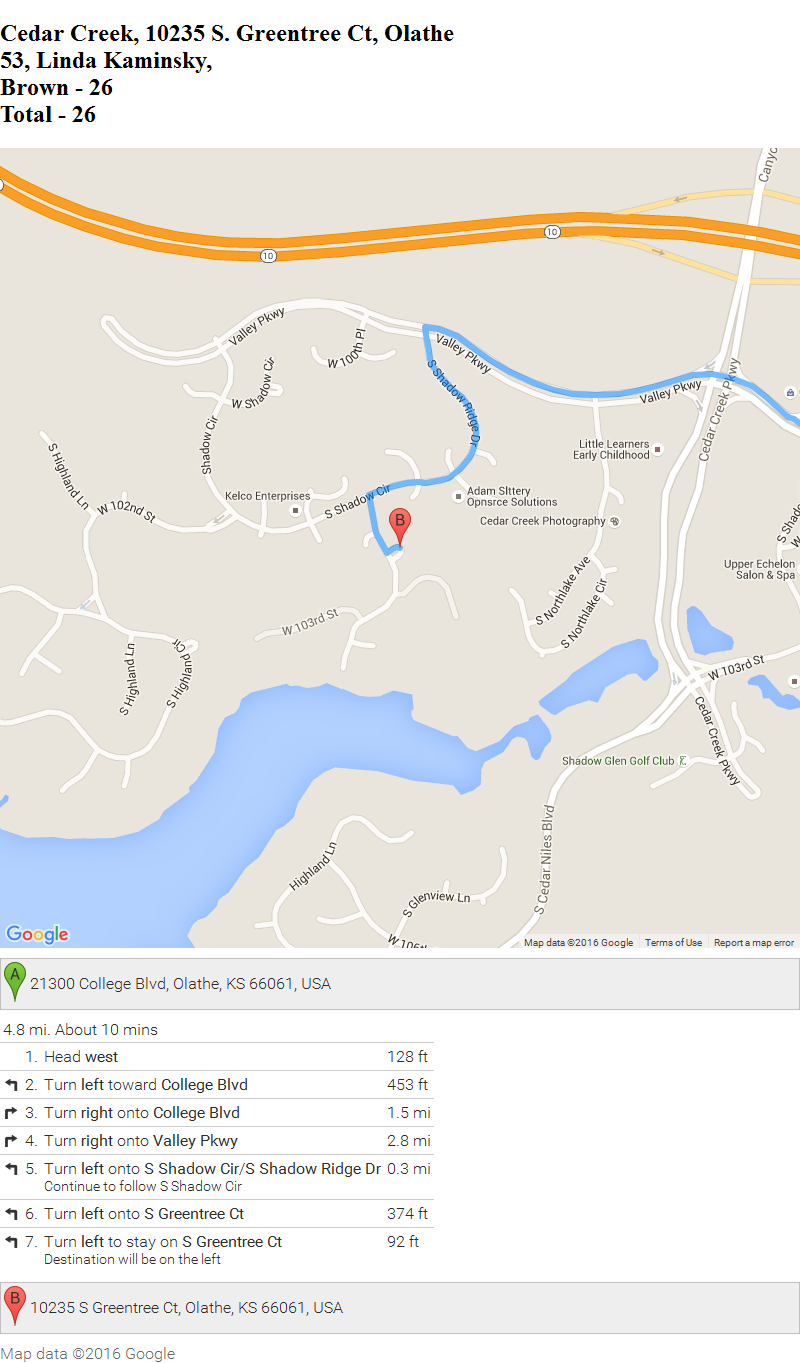 Cedar Creek, 10235 S. Greentree Ct, Olathe
53, Linda Kaminsky,
Brown - 26
Total - 26
Canyo
10
10
Valley Pkwy
W 100th Pl
Valley Pkwy
W Shadow Cir
S Shadow Ridge Dr
Valley Pkwy
Cedar Creek Pkwy
Shadow Cir
S Highland Ln
Little Learners
Early Childhood
Kelco Enterprises
S Shadow Cir
Adam Slttery
Opnsrce Solutions
W 102nd St
B
Cedar Creek Photography
S Shado
W
Upper Echelon
Salon & Spa
S Northlake Ave
S Northlake Cir
W 103rd St
S Highland Ln
S Highland Cir
W 103rd St
Cedar Creek Pkwy
Shadow Glen Golf Club
S Cedar Niles Blvd
Highland Ln
S Glenview Ln
W 106th
Google
Map data ©2016 Google Terms of Use Report a map error
A 21300 College Blvd, Olathe, KS 66061, USA
4.8 mi. About 10 mins
1. Head west 128 ft
2. Turn left toward College Blvd 453 ft
3. Turn right onto College Blvd 1.5 mi
4. Turn right onto Valley Pkwy 2.8 mi
5. Turn left onto S Shadow Cir/S Shadow Ridge Dr 0.3 mi
Continue to follow S Shadow Cir
6. Turn left onto S Greentree Ct 374 ft
7. Turn left to stay on S Greentree Ct 92 ft
Destination will be on the left
B 10235 S Greentree Ct, Olathe, KS 66061, USA
Map data ©2016 Google